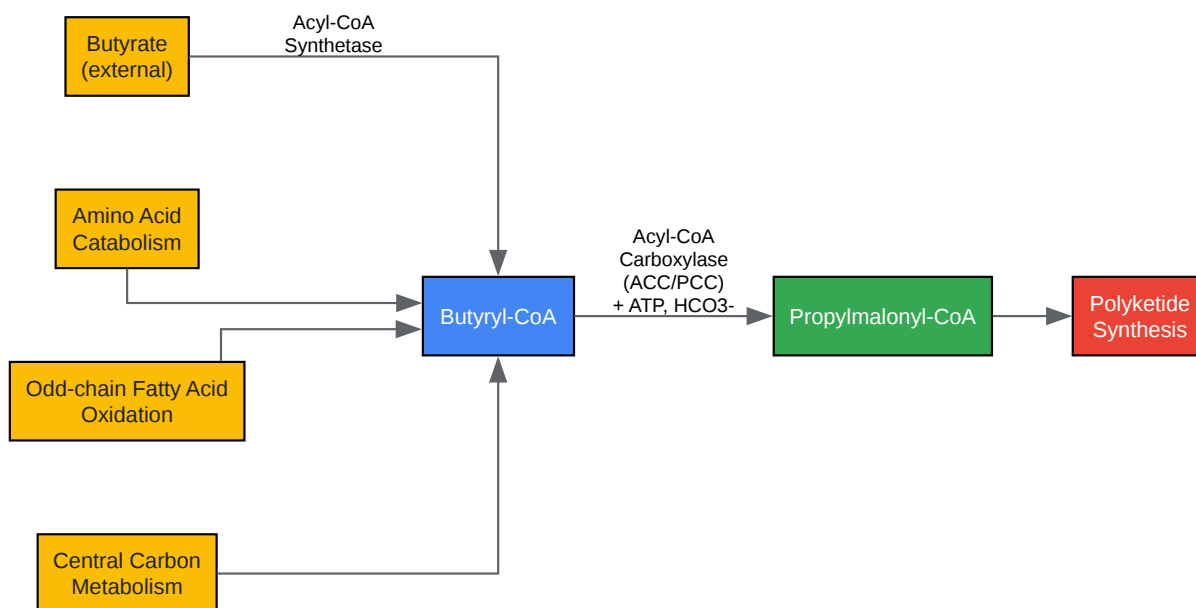 Butyrate
(external)
Acyl-CoA
Synthetase
Amino Acid
Catabolism
Odd-chain Fatty Acid
Oxidation
Central Carbon
Metabolism
Butyryl-CoA
Acyl-CoA
Carboxylase
(ACC/PCC)
+ ATP, HCO3-
Propylmalonyl-CoA
Polyketide
Synthesis